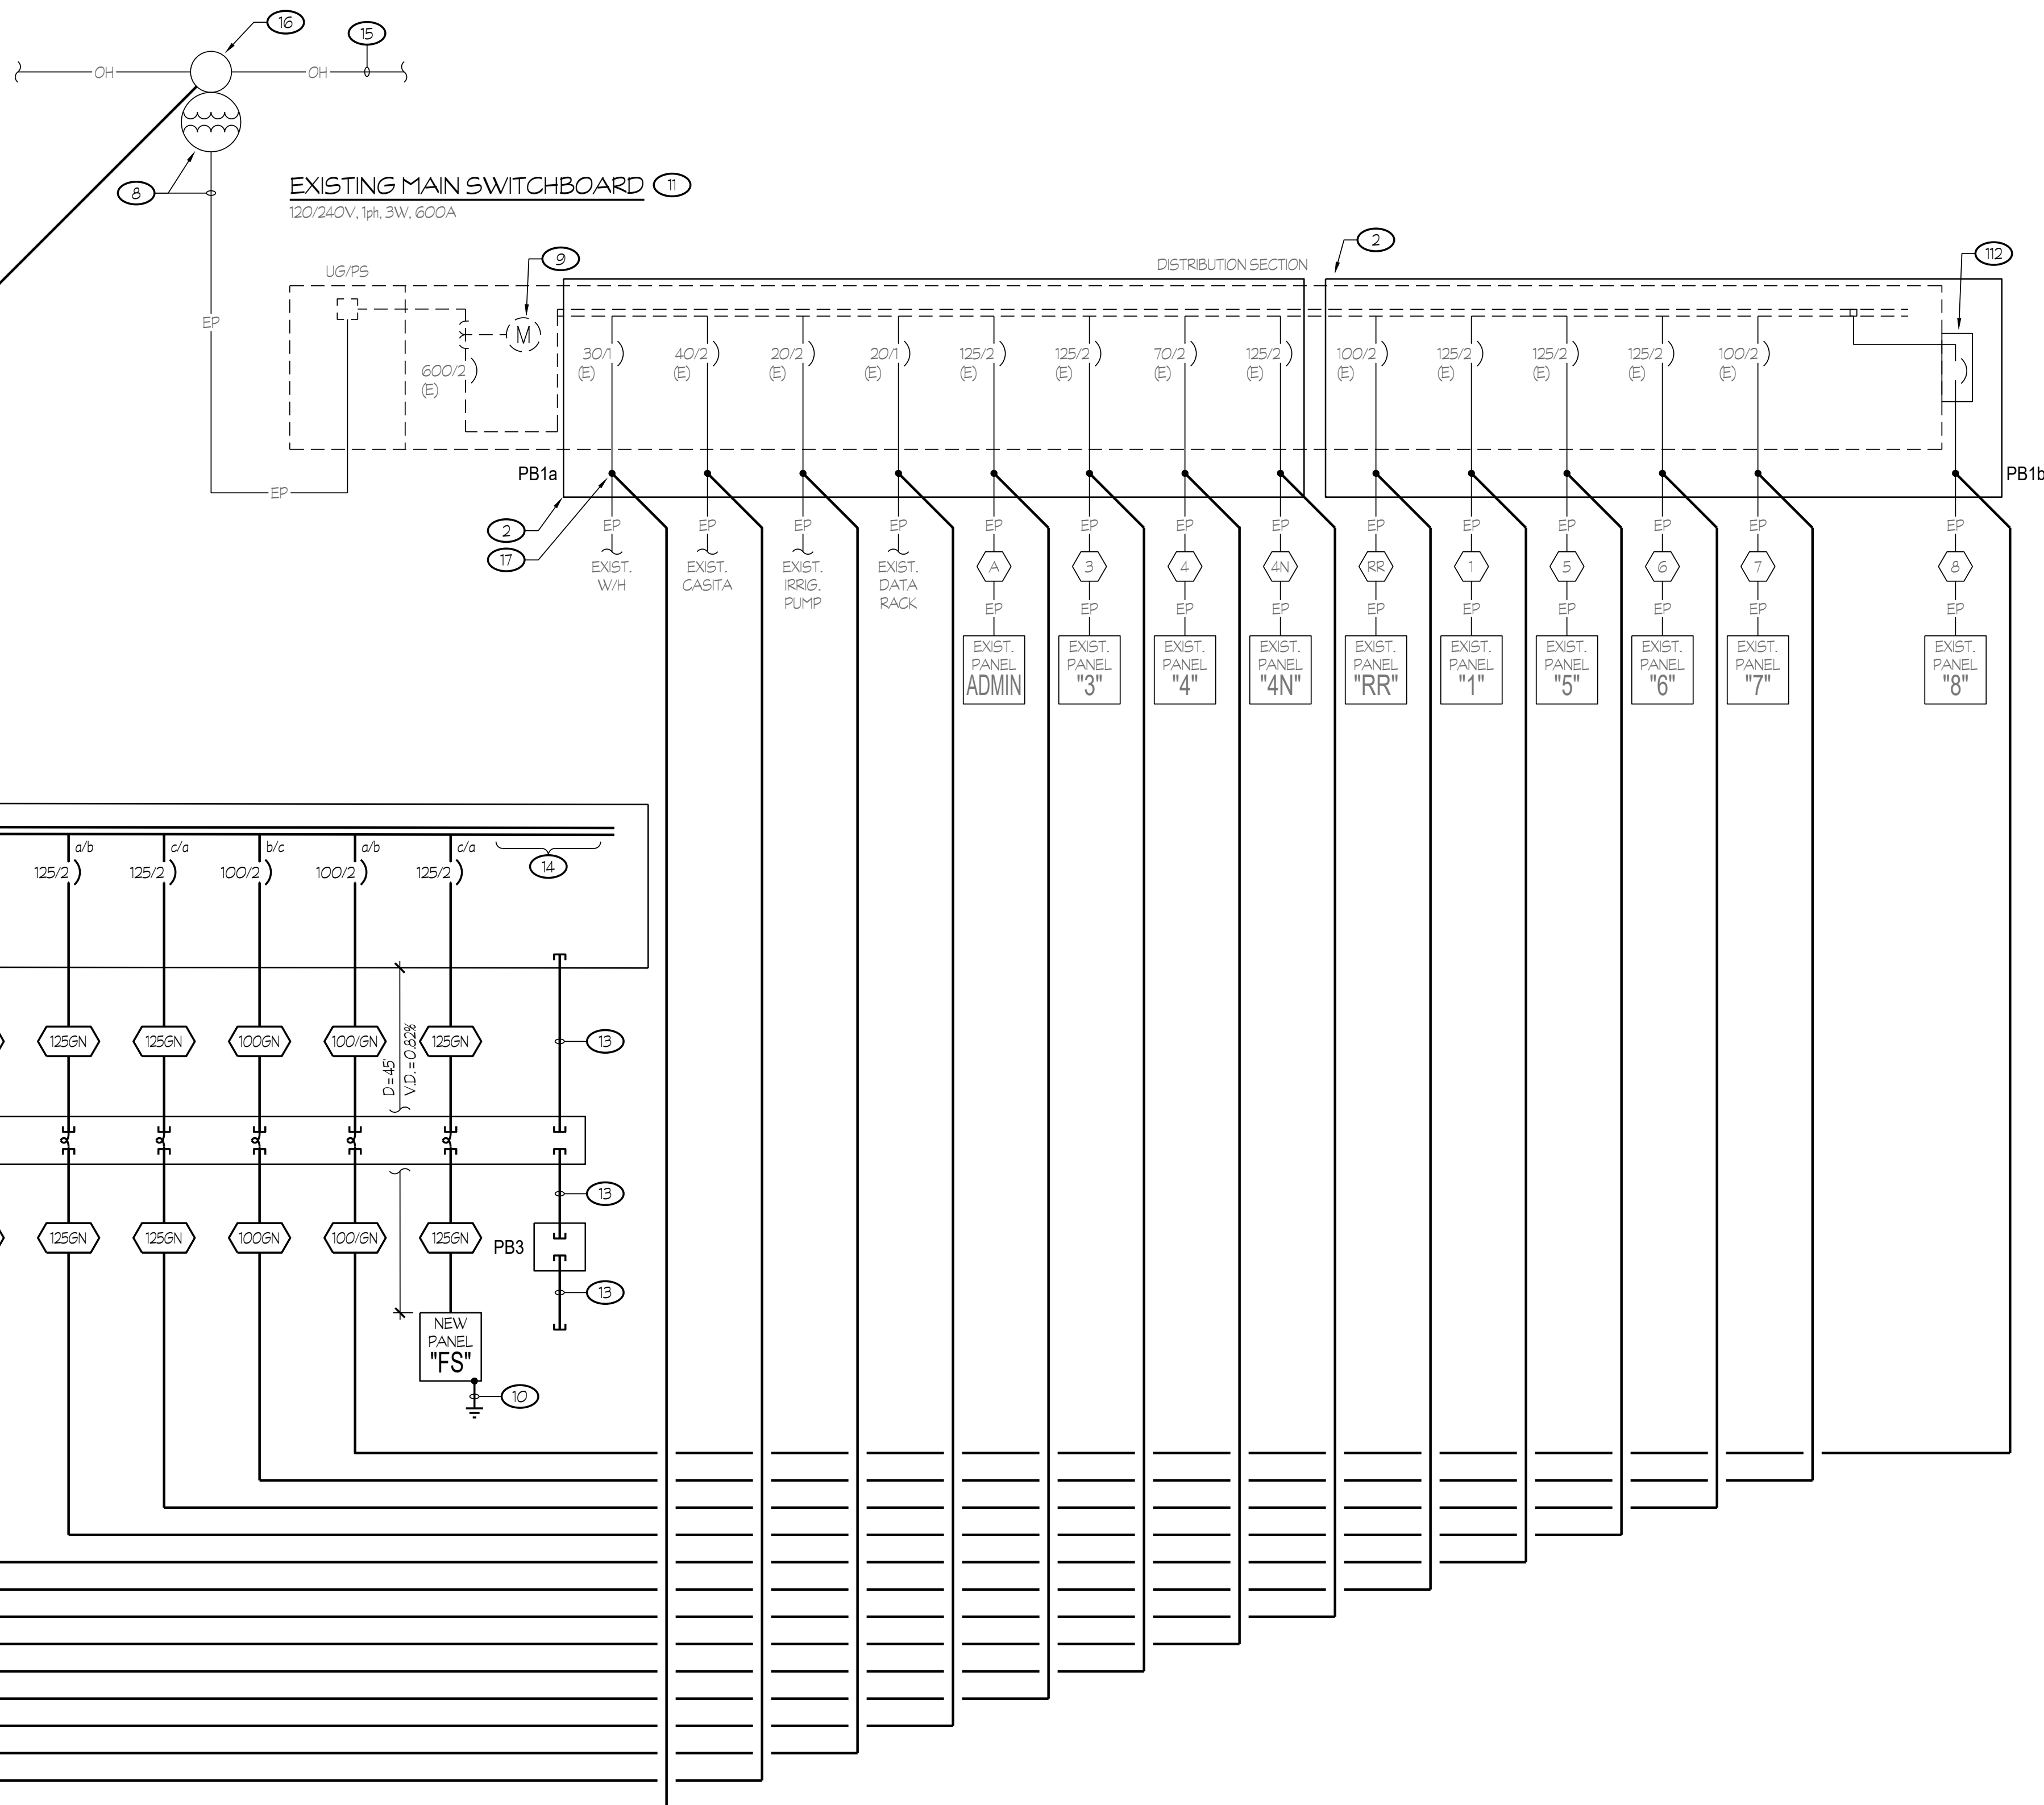 16
15
OH
OH
8
EXISTING MAIN SWITCHBOARD 11
120/240V, 1ph, 3W, 600A
EP
EP
UG/PS
9
M
600/2
(E)
DISTRIBUTION SECTION
2
112
30/1
(E)
40/2
(E)
20/2
(E)
20/1
(E)
125/2
(E)
125/2
(E)
70/2
(E)
125/2
(E)
100/2
(E)
125/2
(E)
125/2
(E)
125/2
(E)
100/2
(E)
PB1a
PB1b
2
17
EP EP EP EP EP EP EP EP EP EP EP EP EP EP
EXIST.
W/H
EXIST.
CASITA
EXIST.
IRRIG.
PUMP
EXIST.
DATA
RACK
A 3 4 4N RR 1 5 6 7 8
EP EP EP EP EP EP EP EP EP EP
EXIST.
PANEL
ADMIN
EXIST.
PANEL
"3"
EXIST.
PANEL
"4"
EXIST.
PANEL
"4N"
EXIST.
PANEL
"RR"
EXIST.
PANEL
"1"
EXIST.
PANEL
"5"
EXIST.
PANEL
"6"
EXIST.
PANEL
"7"
EXIST.
PANEL
"8"
a/b c/a b/c a/b c/a
125/2 125/2 100/2 100/2 125/2
14
125GN 125GN 100GN 100/GN 125GN
13
D=45'
V.D. = 0.82%
13
125GN 125GN 100GN 100/GN 125GN
PB3
13
NEW
PANEL
"FS"
10